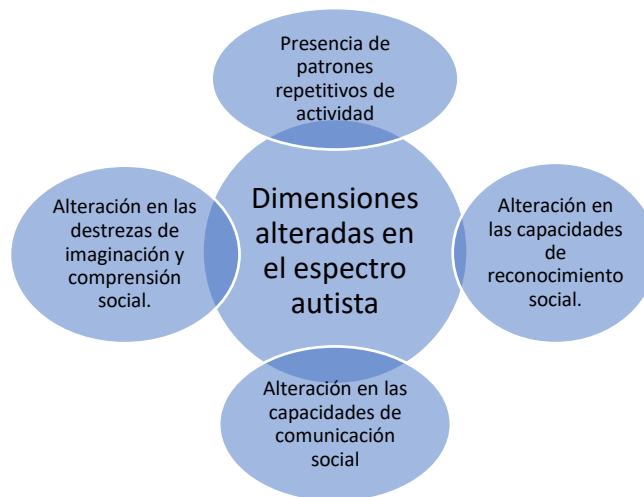 Presencia de
patrones
repetitivos de
actividad
Alteración en las
destrezas de
imaginación y
comprensión
social.
Dimensiones
alteradas en
el espectro
autista
Alteración en
las capacidades
de
reconocimiento
social.
Alteración en las
capacidades de
comunicación
social